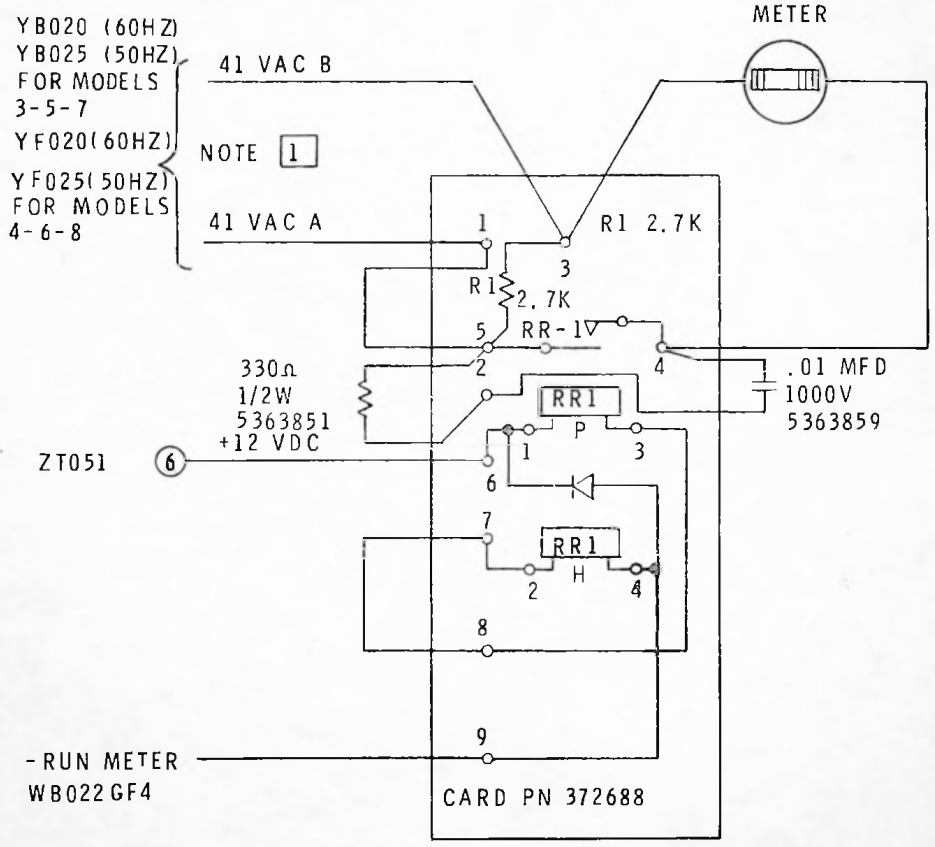 YB020 (60HZ)
YB025 (50HZ)
FOR MODELS
3-5-7
YF020(60HZ)
YF025(50HZ)
FOR MODELS
4-6-8
41 VAC B
NOTE 1
41 VAC A
METER
1
3
R1 2.7K
R1
2.7K
5
RR-1
2
4
330Ω
1/2W
5363851
+12 VDC
.01 MFD
1000V
5363859
RR1
P
1
3
ZT051
6
6
7
RR1
H
2
4
8
9
-RUN METER
WB022GF4
CARD PN 372688